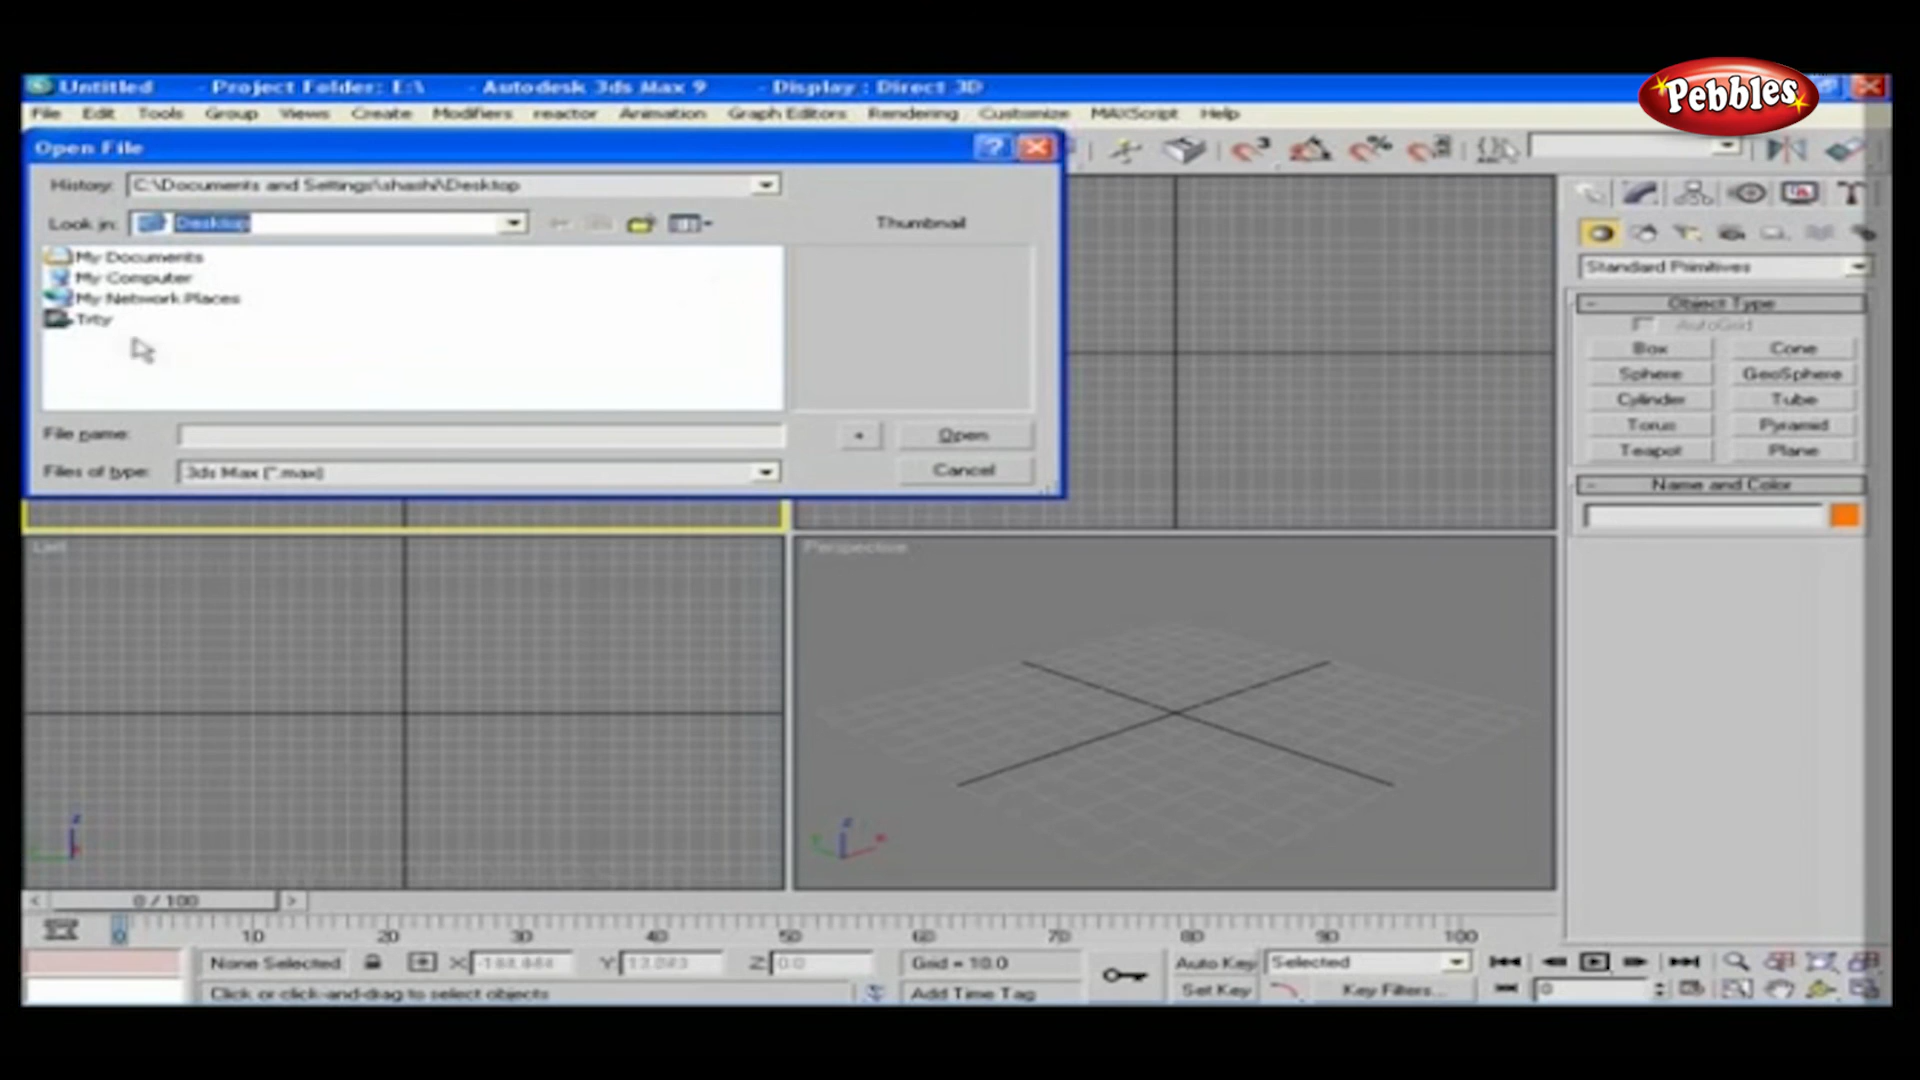 Pebbles
Untitled - Project Folder: E:\ - Autodesk 3ds Max 9 - Display : Direct 3D
File Edit Tools Group Views Create Modifiers reactor Animation Graph Editors Rendering Customize MAXScript Help
Open File
History: C:\Documents and Settings\shashi\Desktop
Look in: Desktop
Thumbnail
My Documents
My Computer
My Network Places
Trity
File name:
Open
Files of type: 3ds Max (*.max)
Cancel
Standard Primitives
Object Type
AutoGrid
Box Cone
Sphere GeoSphere
Cylinder Tube
Torus Pyramid
Teapot Plane
Name and Color
Left
Perspective
0 / 100
0 10 20 30 40 50 60 70 80 90 100
None Selected X: Y: Z: 0.0 Grid = 10.0 Auto Key Selected
Click or click-and-drag to select objects Add Time Tag Set Key Key Filters... 0